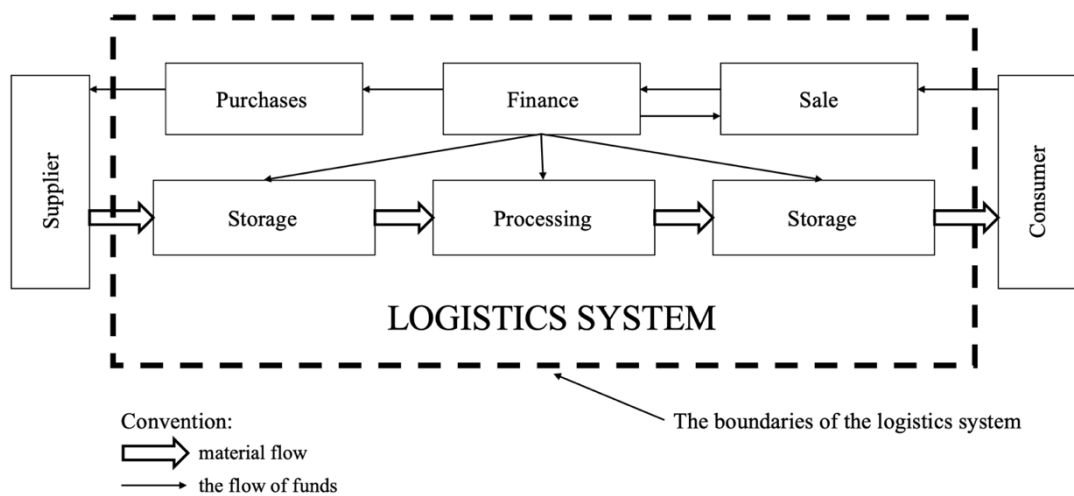 Purchases
Finance
Sale
Supplier
Storage
Processing
Storage
Consumer
LOGISTICS SYSTEM
The boundaries of the logistics system
Convention:
material flow
the flow of funds